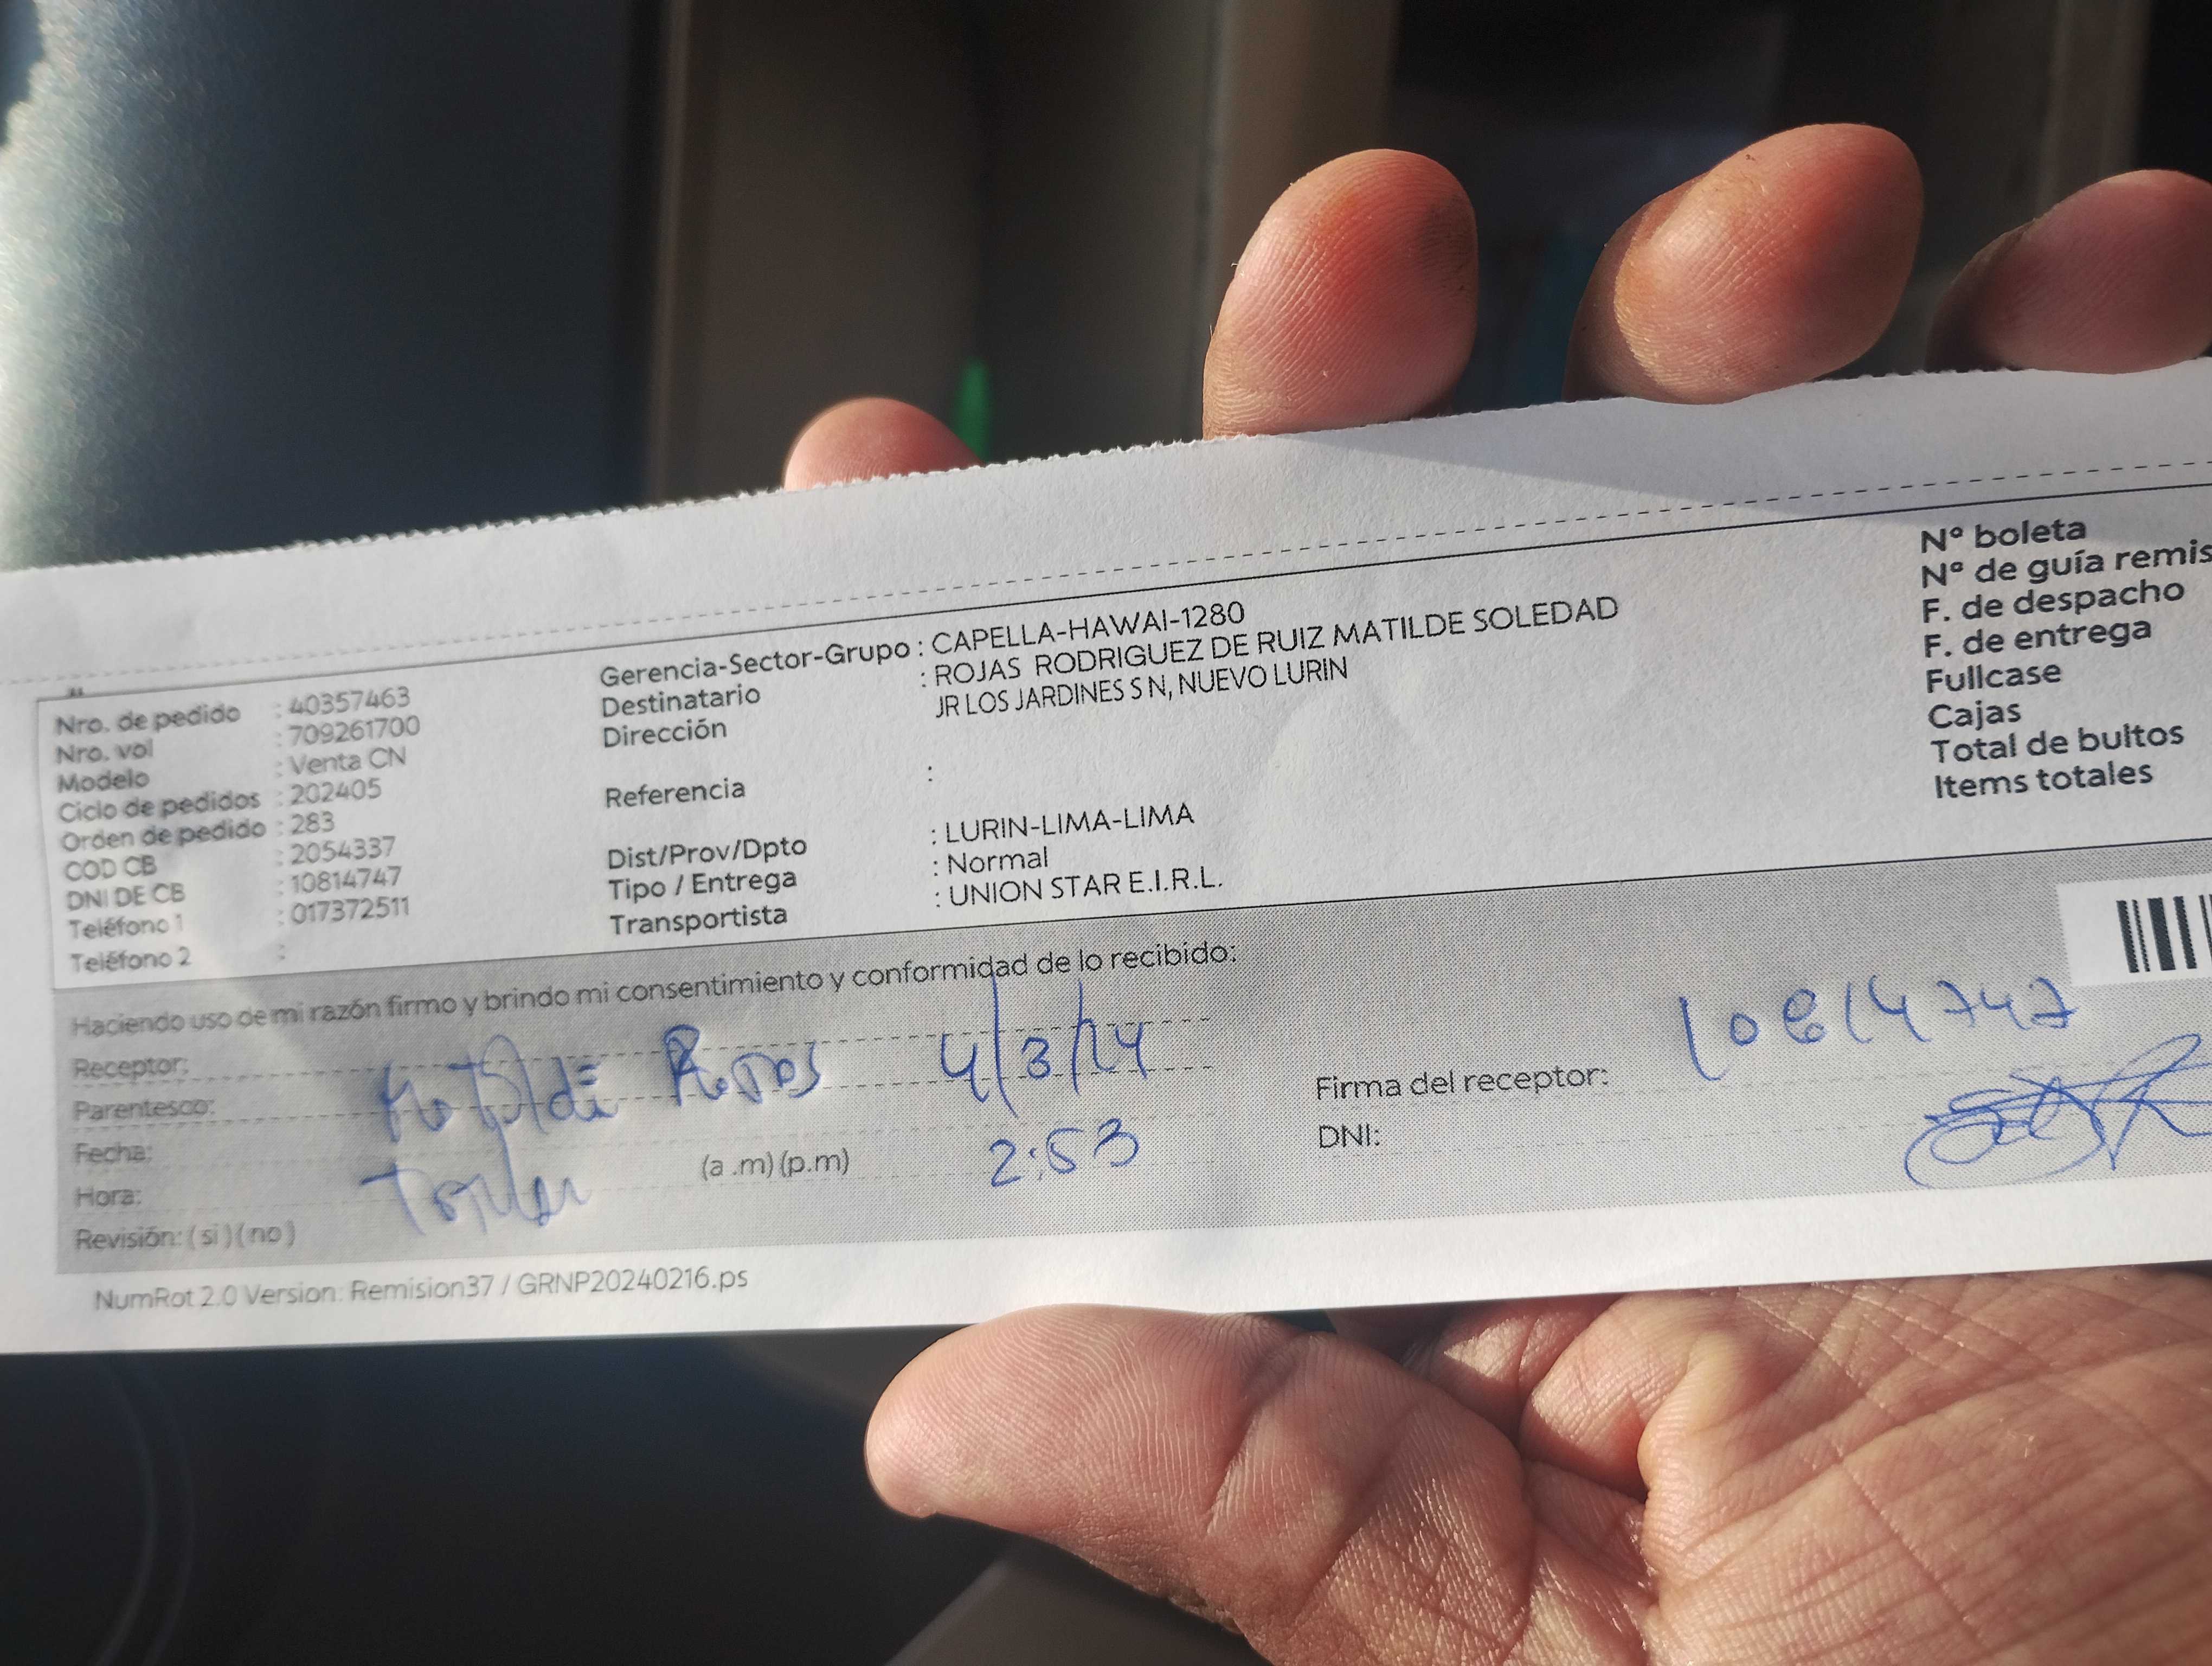 Nro. de pedido : 40357463
Nro. vol : 709261700
Modelo : Venta CN
Ciclo de pedidos : 202405
Orden de pedido : 283
COD CB : 2054337
DNI DE CB : 10814747
Teléfono 1 : 017372511
Teléfono 2 :
Gerencia-Sector-Grupo : CAPELLA-HAWAI-1280
Destinatario : ROJAS RODRIGUEZ DE RUIZ MATILDE SOLEDAD
Dirección JR LOS JARDINES S N, NUEVO LURIN
Referencia :
Dist/Prov/Dpto : LURIN-LIMA-LIMA
Tipo / Entrega : Normal
Transportista : UNION STAR E.I.R.L.
N° boleta
N° de guía remis
F. de despacho
F. de entrega
Fullcase
Cajas
Total de bultos
Items totales
Haciendo uso de mi razón firmo y brindo mi consentimiento y conformidad de lo recibido:
Receptor:
Parentesco: Matilde Rojas 4/3/24
Fecha:
Hora: (a .m) (p.m) 2:53
Revisión: ( si ) ( no )
Firma del receptor: 10814747
DNI:
NumRot 2.0 Version: Remision37 / GRNP20240216.ps